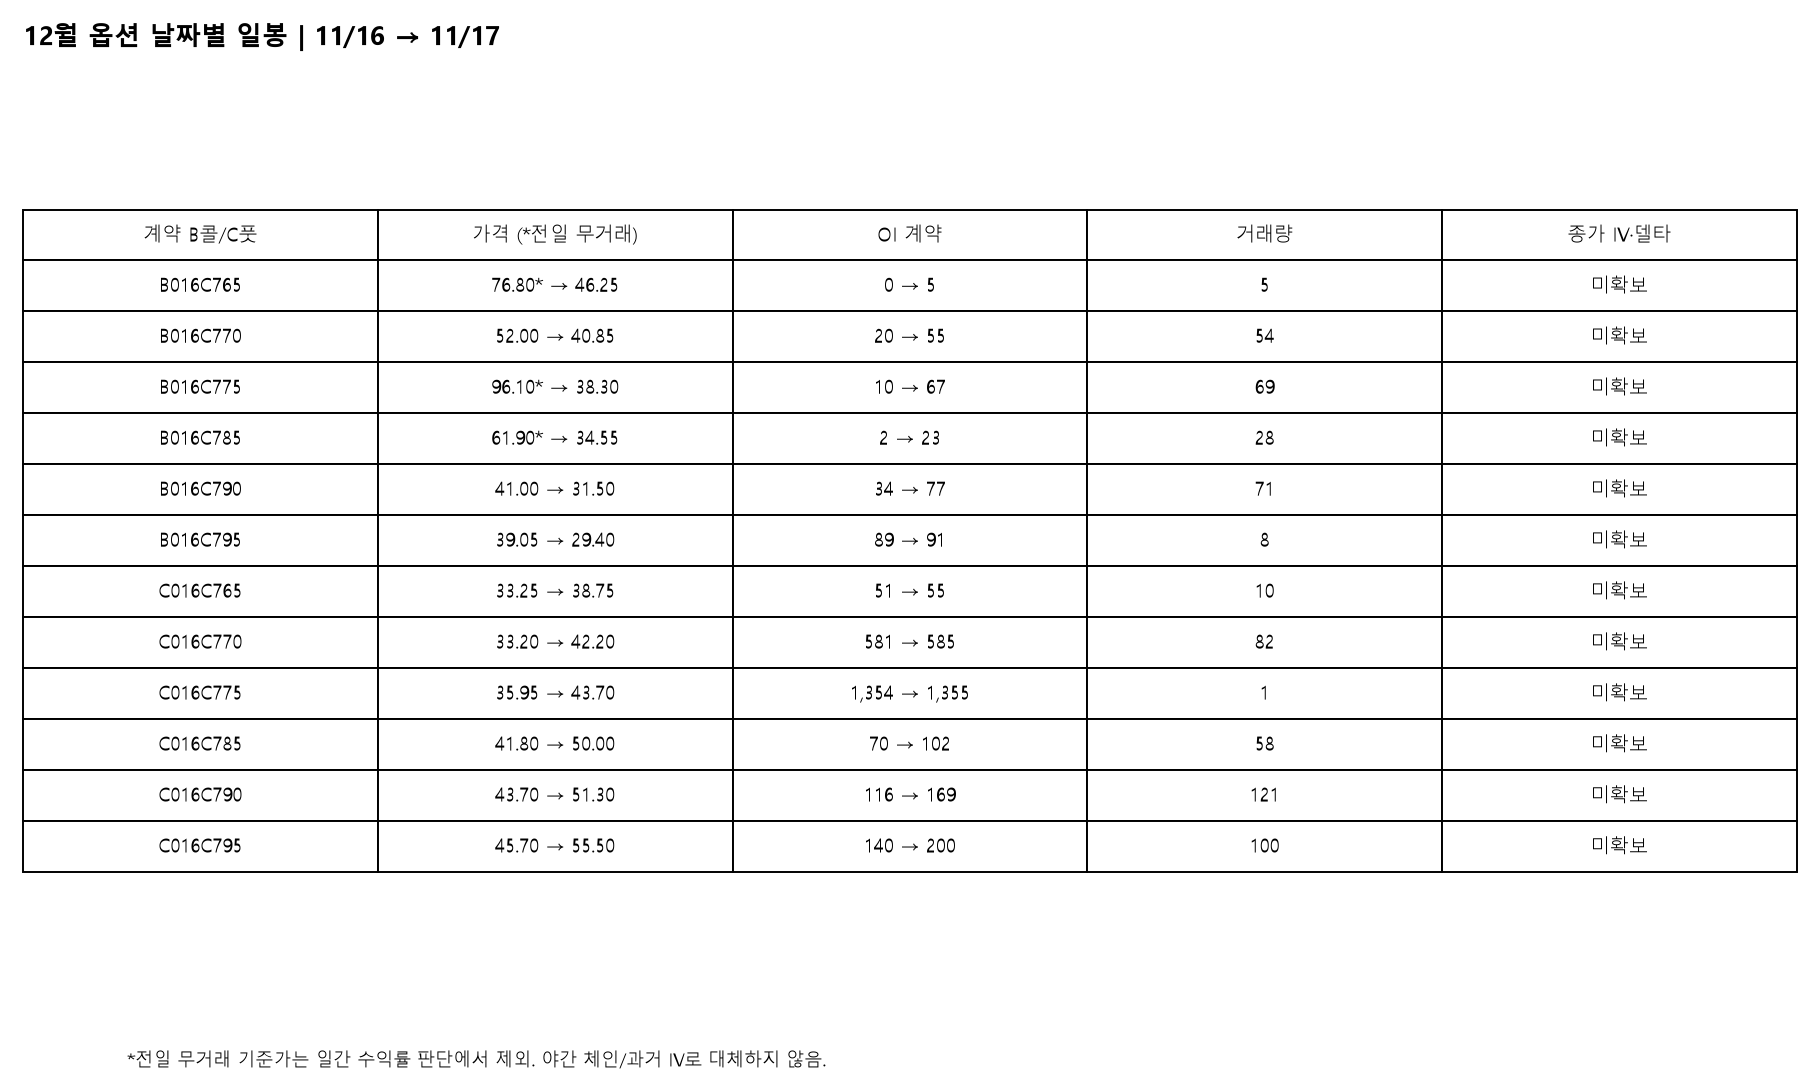 12월 옵션 날짜별 일봉 | 11/16 → 11/17
계약 B콜/C풋 가격 (*전일 무거래) OI 계약 거래량 종가 IV·델타
B016C765 76.80* → 46.25 0 → 5 5 미확보
B016C770 52.00 → 40.85 20 → 55 54 미확보
B016C775 96.10* → 38.30 10 → 67 69 미확보
B016C785 61.90* → 34.55 2 → 23 28 미확보
B016C790 41.00 → 31.50 34 → 77 71 미확보
B016C795 39.05 → 29.40 89 → 91 8 미확보
C016C765 33.25 → 38.75 51 → 55 10 미확보
C016C770 33.20 → 42.20 581 → 585 82 미확보
C016C775 35.95 → 43.70 1,354 → 1,355 1 미확보
C016C785 41.80 → 50.00 70 → 102 58 미확보
C016C790 43.70 → 51.30 116 → 169 121 미확보
C016C795 45.70 → 55.50 140 → 200 100 미확보
*전일 무거래 기준가는 일간 수익률 판단에서 제외. 야간 체인/과거 IV로 대체하지 않음.